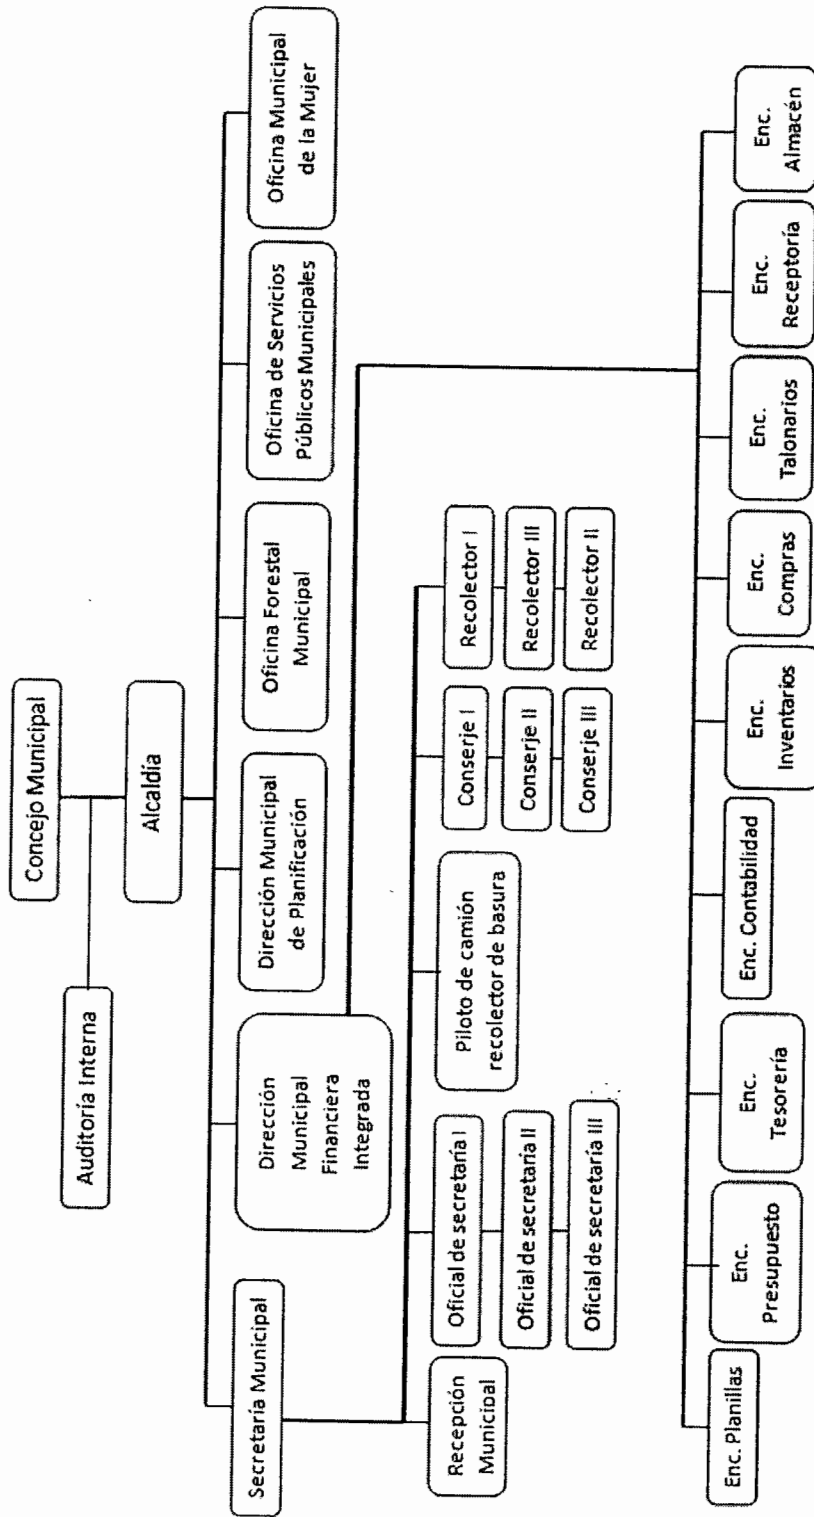 Concejo Municipal
Auditoría Interna
Alcaldía
Secretaría Municipal
Dirección
Municipal
Financiera
Integrada
Dirección Municipal
de Planificación
Oficina Forestal
Municipal
Oficina de Servicios
Públicos Municipales
Oficina Municipal
de la Mujer
Recepción
Municipal
Oficial de secretaría I
Oficial de secretaría II
Oficial de secretaría III
Piloto de camión
recolector de basura
Conserje I
Conserje II
Conserje III
Recolector I
Recolector III
Recolector II
Enc. Planillas
Enc.
Presupuesto
Enc.
Tesorería
Enc. Contabilidad
Enc.
Inventarios
Enc.
Compras
Enc.
Talonarios
Enc.
Receptoría
Enc.
Almacén